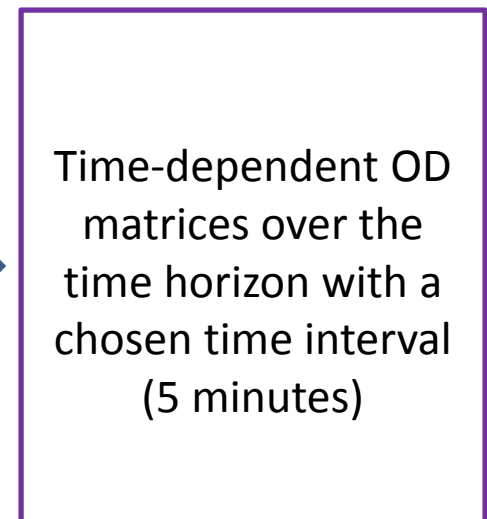 Time-dependent OD
matrices over the
time horizon with a
chosen time interval
(5 minutes)